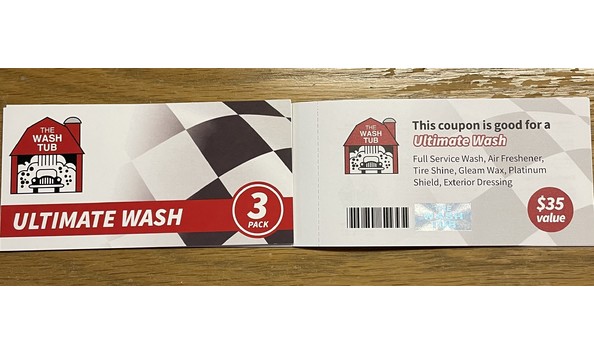 THE
WASH
TUB
ULTIMATE WASH
3
PACK
THE
WASH
TUB
This coupon is good for a
Ultimate Wash
Full Service Wash, Air Freshener,
Tire Shine, Gleam Wax, Platinum
Shield, Exterior Dressing
$35
value